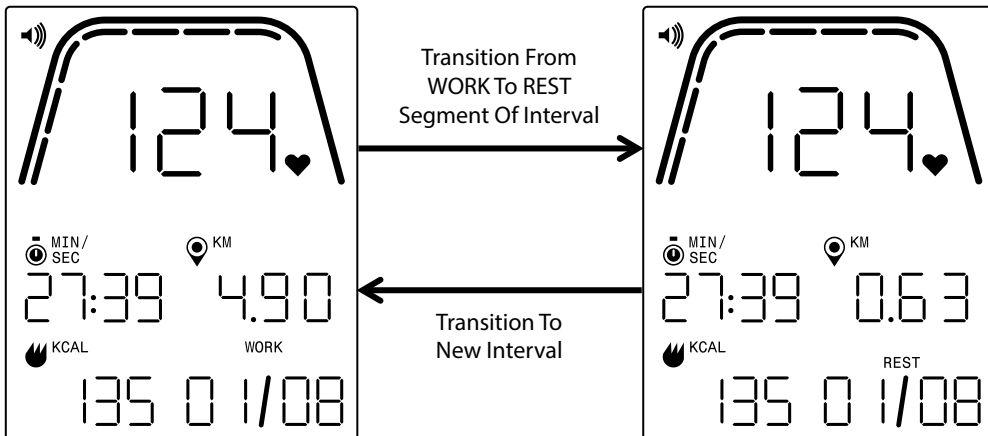 124
MIN/
SEC
KM
27:39
4.90
KCAL
WORK
135
01/08
Transition From
WORK To REST
Segment Of Interval
Transition To
New Interval
124
MIN/
SEC
KM
27:39
0.63
KCAL
REST
135
01/08